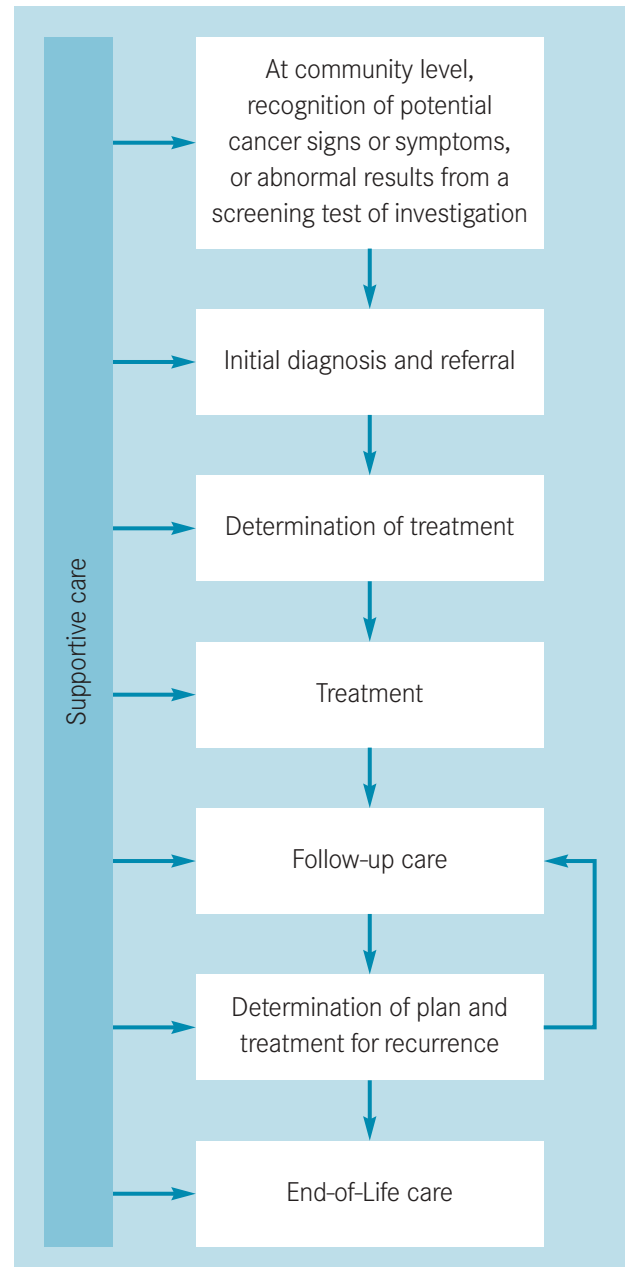 Supportive care
At community level,
recognition of potential
cancer signs or symptoms,
or abnormal results from a
screening test of investigation
Initial diagnosis and referral
Determination of treatment
Treatment
Follow-up care
Determination of plan and
treatment for recurrence
End-of-Life care